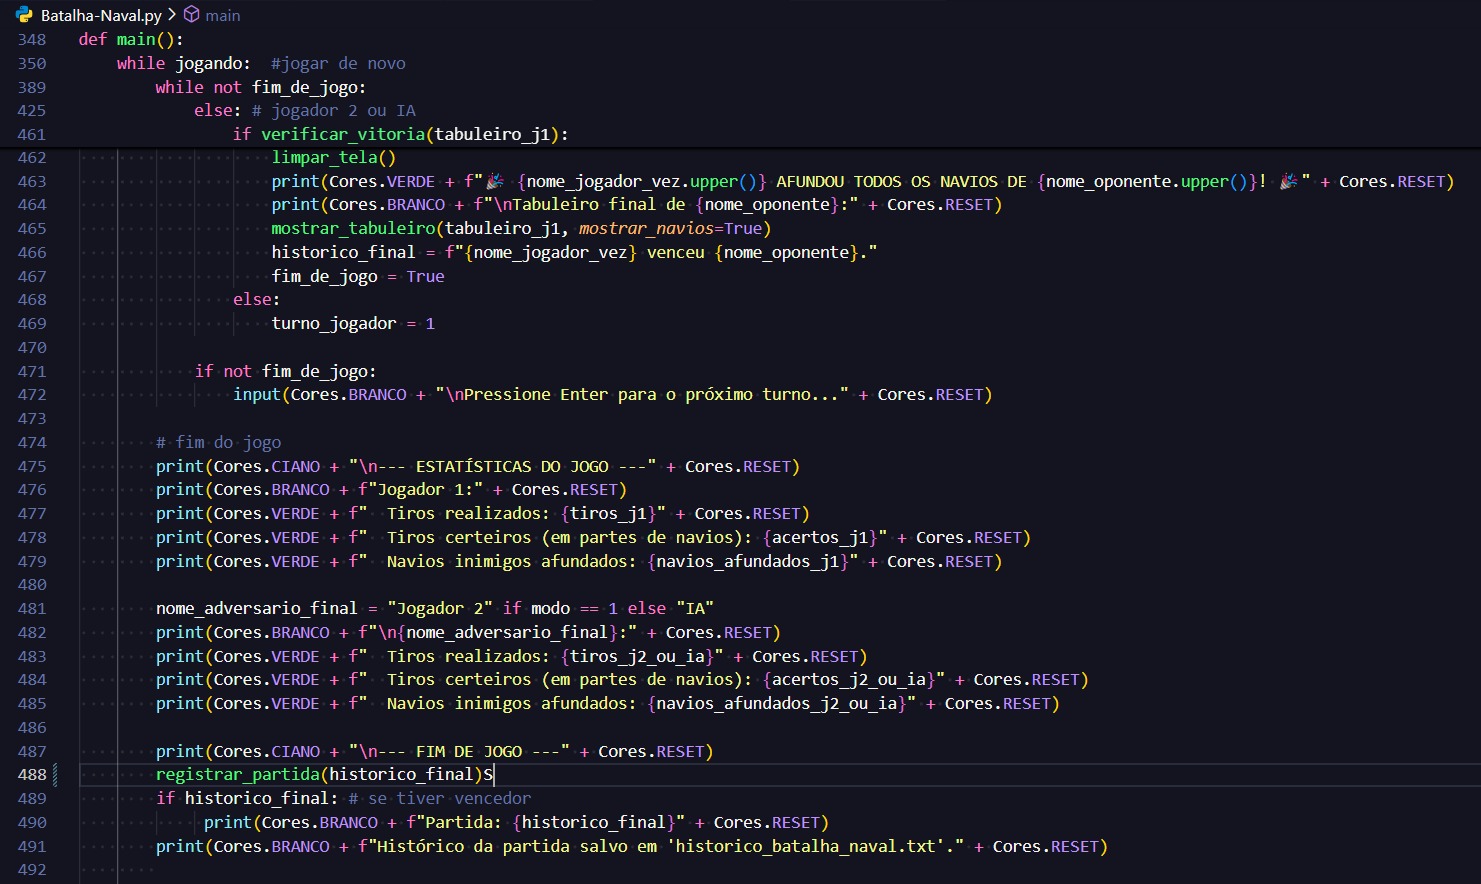 Batalha-Naval.py > main
348 def main():
350 while jogando:  #jogar de novo
389 while not fim_de_jogo:
425 else: # jogador 2 ou IA
461 if verificar_vitoria(tabuleiro_j1):
462 limpar_tela()
463 print(Cores.VERDE + f"🎉 {nome_jogador_vez.upper()} AFUNDOU TODOS OS NAVIOS DE {nome_oponente.upper()}! 🎉" + Cores.RESET)
464 print(Cores.BRANCO + f"\nTabuleiro final de {nome_oponente}:" + Cores.RESET)
465 mostrar_tabuleiro(tabuleiro_j1, mostrar_navios=True)
466 historico_final = f"{nome_jogador_vez} venceu {nome_oponente}."
467 fim_de_jogo = True
468 else:
469 turno_jogador = 1
470
471 if not fim_de_jogo:
472 input(Cores.BRANCO + "\nPressione Enter para o próximo turno..." + Cores.RESET)
473
474 # fim do jogo
475 print(Cores.CIANO + "\n--- ESTATÍSTICAS DO JOGO ---" + Cores.RESET)
476 print(Cores.BRANCO + f"Jogador 1:" + Cores.RESET)
477 print(Cores.VERDE + f"  Tiros realizados: {tiros_j1}" + Cores.RESET)
478 print(Cores.VERDE + f"  Tiros certeiros (em partes de navios): {acertos_j1}" + Cores.RESET)
479 print(Cores.VERDE + f"  Navios inimigos afundados: {navios_afundados_j1}" + Cores.RESET)
480
481 nome_adversario_final = "Jogador 2" if modo == 1 else "IA"
482 print(Cores.BRANCO + f"\n{nome_adversario_final}:" + Cores.RESET)
483 print(Cores.VERDE + f"  Tiros realizados: {tiros_j2_ou_ia}" + Cores.RESET)
484 print(Cores.VERDE + f"  Tiros certeiros (em partes de navios): {acertos_j2_ou_ia}" + Cores.RESET)
485 print(Cores.VERDE + f"  Navios inimigos afundados: {navios_afundados_j2_ou_ia}" + Cores.RESET)
486
487 print(Cores.CIANO + "\n--- FIM DE JOGO ---" + Cores.RESET)
488 registrar_partida(historico_final)S
489 if historico_final: # se tiver vencedor
490 print(Cores.BRANCO + f"Partida: {historico_final}" + Cores.RESET)
491 print(Cores.BRANCO + f"Histórico da partida salvo em 'historico_batalha_naval.txt'." + Cores.RESET)
492